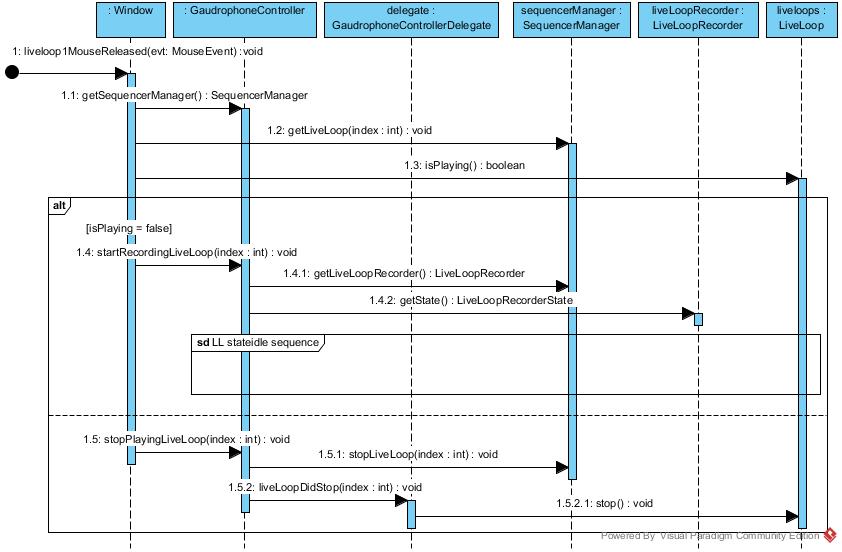 : Window
: GaudrophoneController
delegate :
GaudrophoneControllerDelegate
sequencerManager :
SequencerManager
liveLoopRecorder :
LiveLoopRecorder
liveloops :
LiveLoop
1: liveloop1MouseReleased(evt: MouseEvent) : void
1.1: getSequencerManager() : SequencerManager
1.2: getLiveLoop(index : int) : void
1.3: isPlaying() : boolean
alt
[isPlaying = false]
1.4: startRecordingLiveLoop(index : int) : void
1.4.1: getLiveLoopRecorder() : LiveLoopRecorder
1.4.2: getState() : LiveLoopRecorderState
sd LL stateidle sequence
1.5: stopPlayingLiveLoop(index : int) : void
1.5.1: stopLiveLoop(index : int) : void
1.5.2: liveLoopDidStop(index : int) : void
1.5.2.1: stop() : void
Powered By Visual Paradigm Community Edition